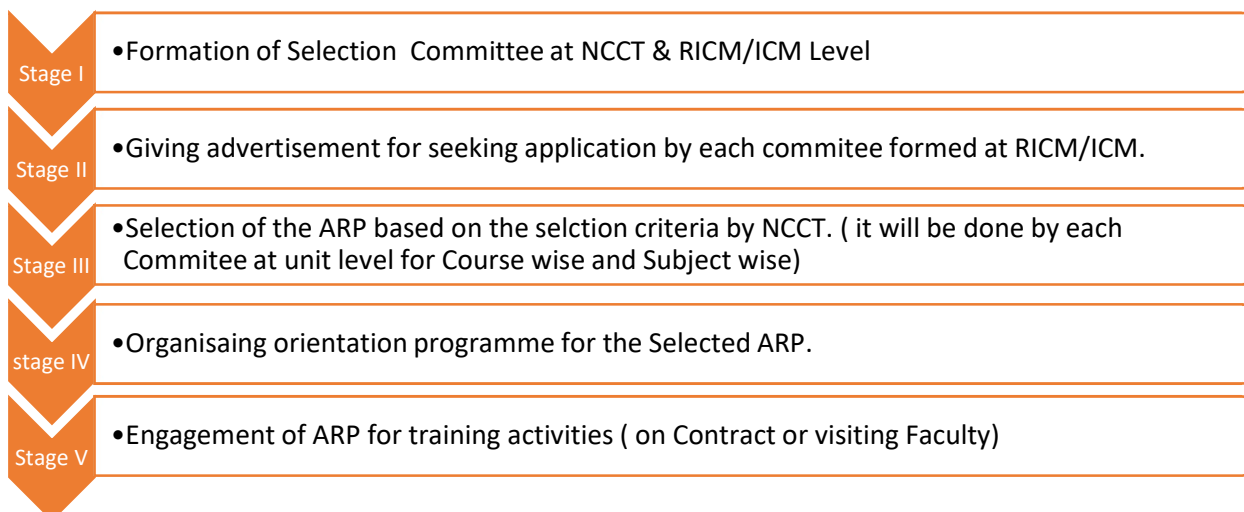 Stage I
•Formation of Selection Committee at NCCT & RICM/ICM Level
Stage II
•Giving advertisement for seeking application by each commitee formed at RICM/ICM.
Stage III
•Selection of the ARP based on the selction criteria by NCCT. ( it will be done by each
Commitee at unit level for Course wise and Subject wise)
stage IV
•Organisaing orientation programme for the Selected ARP.
Stage V
•Engagement of ARP for training activities ( on Contract or visiting Faculty)